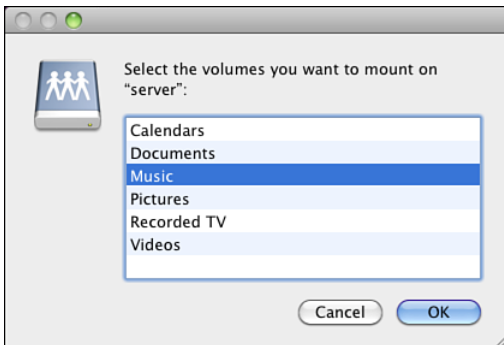 Select the volumes you want to mount on
“server”:
Calendars
Documents
Music
Pictures
Recorded TV
Videos
Cancel OK